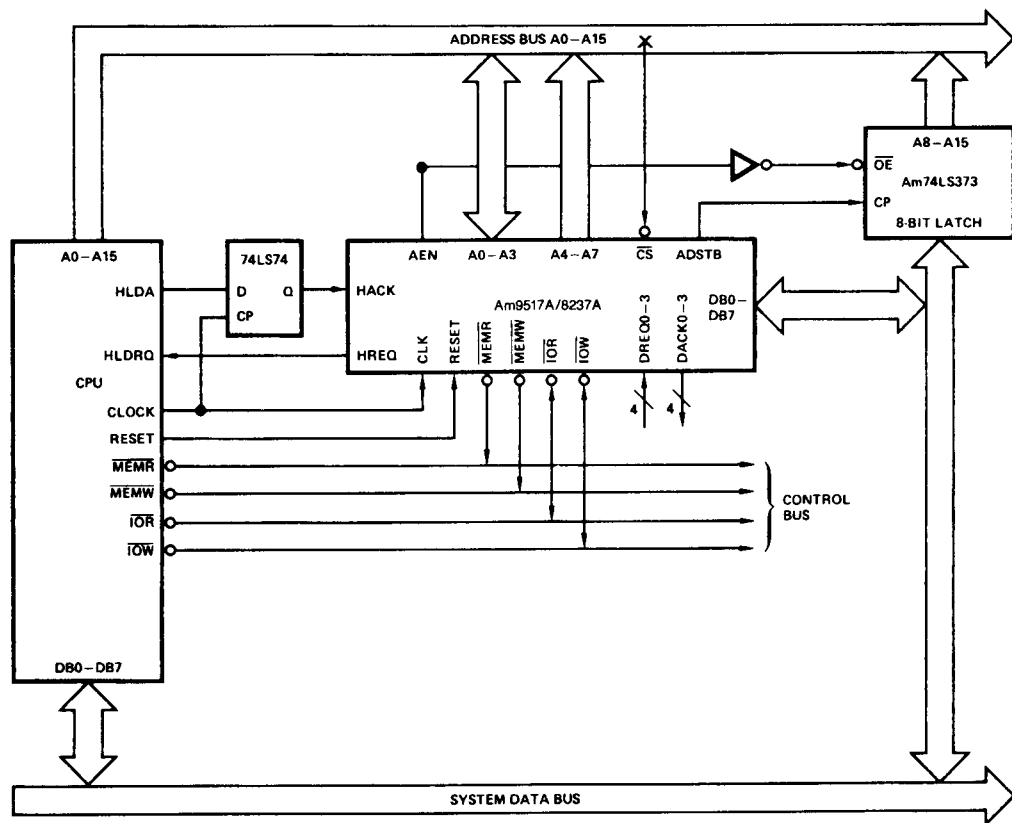 ADDRESS BUS A0–A15
A8–A15
OE
Am74LS373
CP
8-BIT LATCH
A0–A15
HLDA
HLDRQ
CPU
CLOCK
RESET
MEMR
MEMW
IOR
IOW
DB0–DB7
74LS74
D Q
CP
AEN A0–A3 A4–A7 CS ADSTB
HACK
Am9517A/8237A
DB0–
DB7
HREQ
CLK
RESET
MEMR
MEMW
IOR
IOW
DREQ0-3
DACK0-3
4
4
CONTROL
BUS
SYSTEM DATA BUS